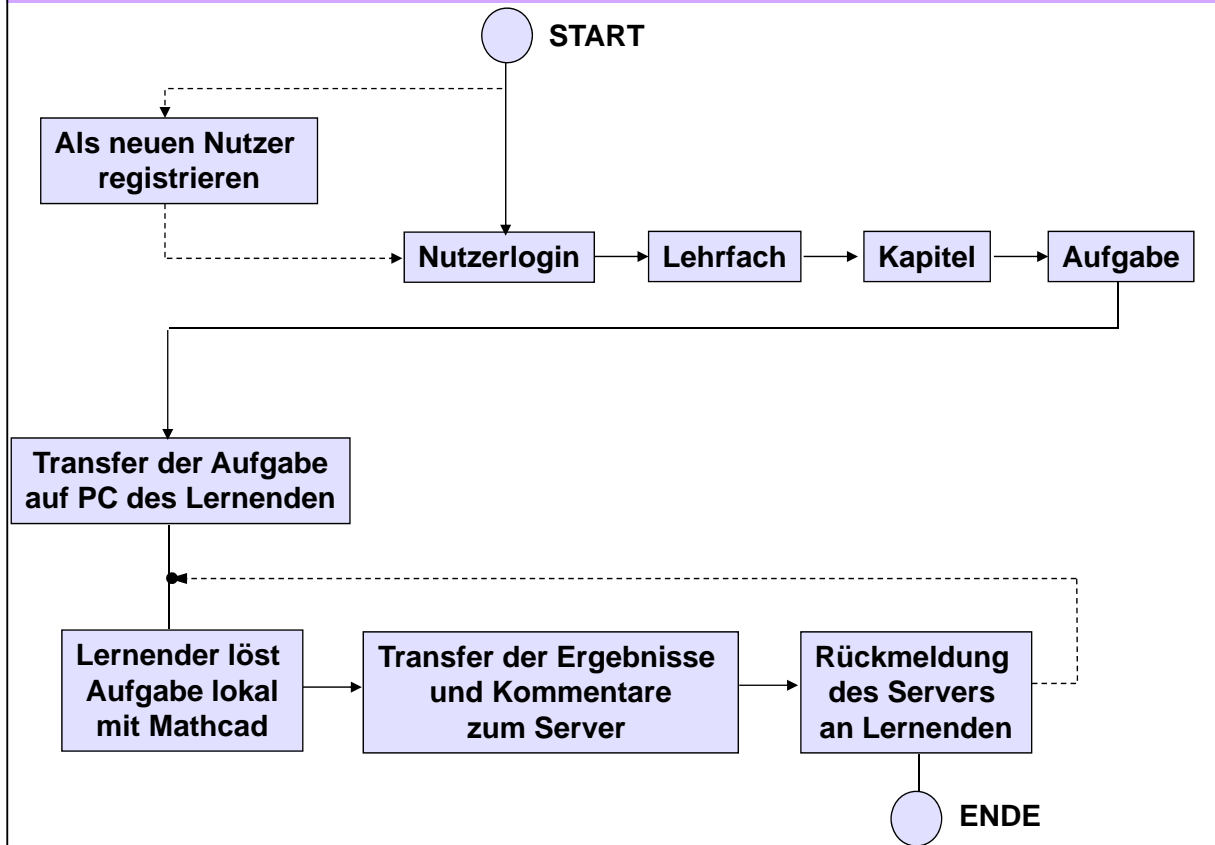 START
Als neuen Nutzer
registrieren
Nutzerlogin
Lehrfach
Kapitel
Aufgabe
Transfer der Aufgabe
auf PC des Lernenden
Lernender löst
Aufgabe lokal
mit Mathcad
Transfer der Ergebnisse
und Kommentare
zum Server
Rückmeldung
des Servers
an Lernenden
ENDE